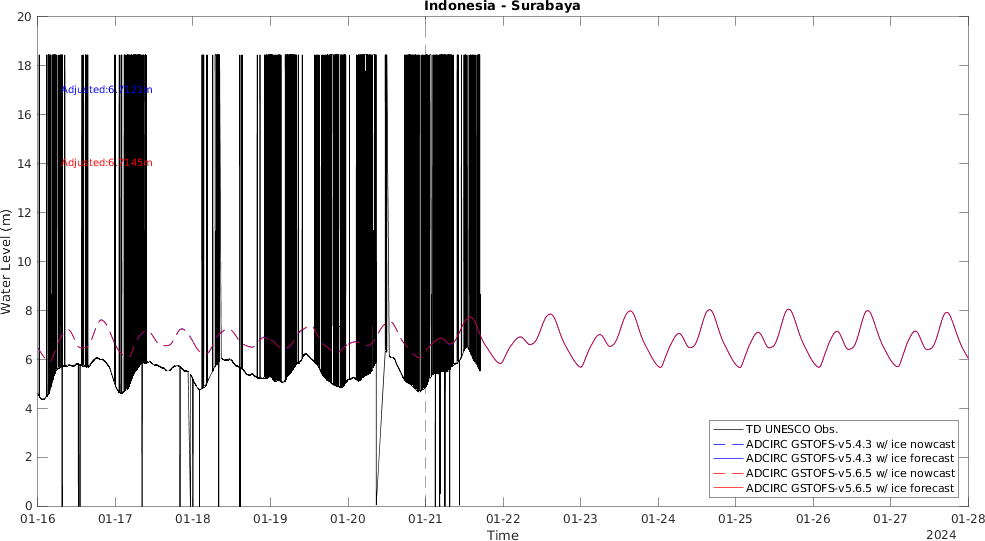 Indonesia - Surabaya
20
18
16
14
12
10
8
6
4
2
0
Water Level (m)
Adjusted:6.7145m
TD UNESCO Obs.
ADCIRC GSTOFS-v5.4.3 w/ ice nowcast
ADCIRC GSTOFS-v5.4.3 w/ ice forecast
ADCIRC GSTOFS-v5.6.5 w/ ice nowcast
ADCIRC GSTOFS-v5.6.5 w/ ice forecast
01-16 01-17 01-18 01-19 01-20 01-21 01-22 01-23 01-24 01-25 01-26 01-27 01-28
Time
2024